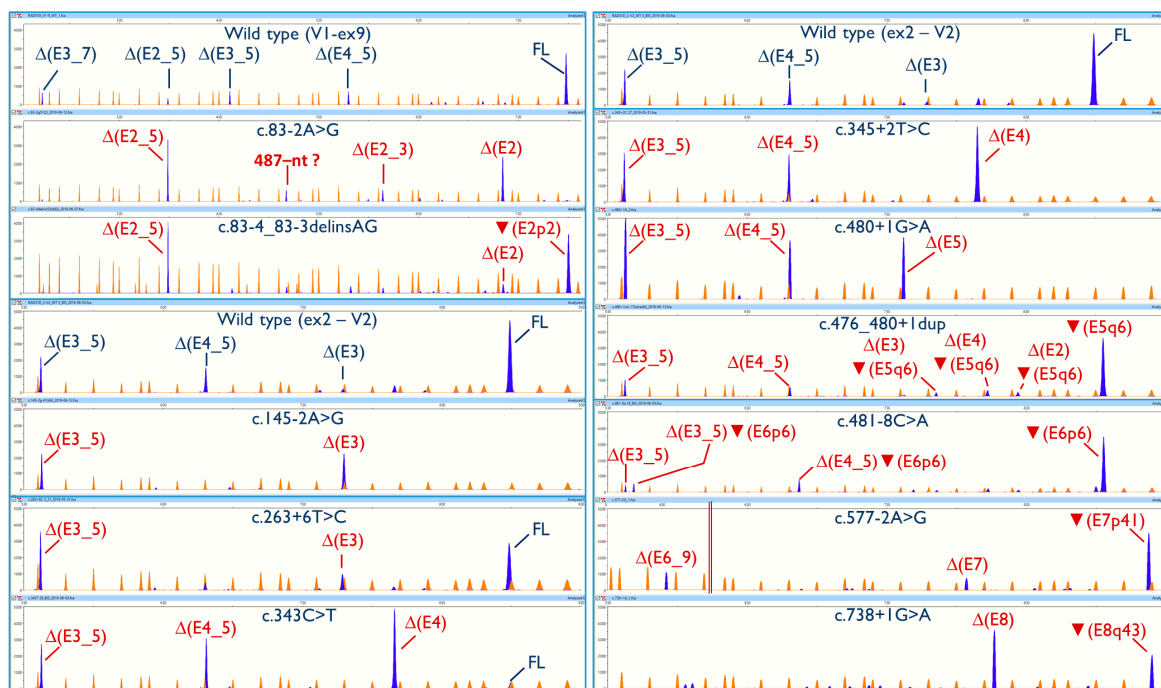 Wild type (V1-ex9)
Δ(E3_7)
Δ(E2_5)
Δ(E3_5)
Δ(E4_5)
FL
c.83-2A>G
Δ(E2_5)
487-nt ?
Δ(E2_3)
Δ(E2)
c.83-4_83-3delinsAG
Δ(E2_5)
▼(E2p2)
Δ(E2)
Wild type (ex2 – V2)
Δ(E3_5)
Δ(E4_5)
Δ(E3)
FL
c.145-2A>G
Δ(E3_5)
Δ(E3)
c.263+6T>C
Δ(E3_5)
Δ(E3)
FL
c.343C>T
Δ(E3_5)
Δ(E4_5)
Δ(E4)
FL
Wild type (ex2 – V2)
Δ(E3_5)
Δ(E4_5)
Δ(E3)
FL
c.345+2T>C
Δ(E3_5)
Δ(E4_5)
Δ(E4)
c.480+1G>A
Δ(E3_5)
Δ(E4_5)
Δ(E5)
c.476_480+1dup
Δ(E3_5)
Δ(E4_5)
Δ(E3)
▼(E5q6)
Δ(E4)
▼(E5q6)
Δ(E2)
▼(E5q6)
▼(E5q6)
c.481-8C>A
Δ(E3_5)
Δ(E3_5)▼(E6p6)
Δ(E4_5)▼(E6p6)
▼(E6p6)
c.577-2A>G
Δ(E6_9)
Δ(E7)
▼(E7p41)
c.738+1G>A
Δ(E8)
▼(E8q43)